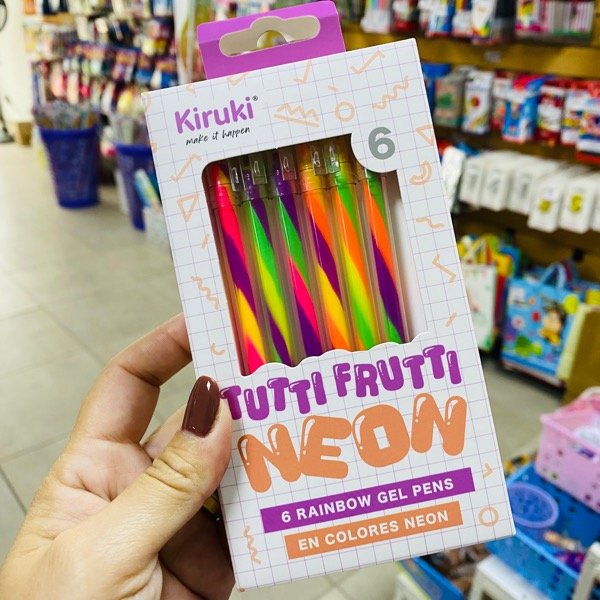 Kiruki®
make it happen
6
TUTTI FRUTTI
NEON
6 RAINBOW GEL PENS
EN COLORES NEON